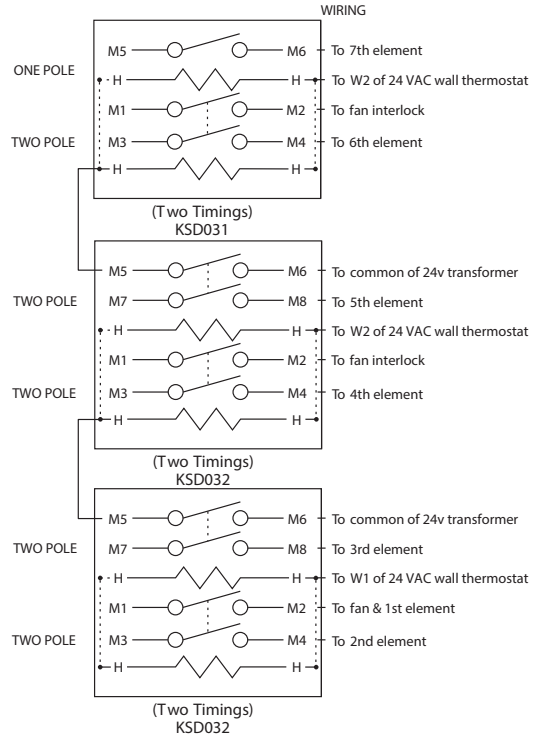 WIRING
M5 M6 To 7th element
ONE POLE
H H To W2 of 24 VAC wall thermostat
M1 M2 To fan interlock
TWO POLE M3 M4 To 6th element
H H
(Two Timings)
KSD031
M5 M6 To common of 24v transformer
TWO POLE M7 M8 To 5th element
H H To W2 of 24 VAC wall thermostat
M1 M2 To fan interlock
TWO POLE M3 M4 To 4th element
H H
(Two Timings)
KSD032
M5 M6 To common of 24v transformer
TWO POLE M7 M8 To 3rd element
H H To W1 of 24 VAC wall thermostat
M1 M2 To fan & 1st element
TWO POLE M3 M4 To 2nd element
H H
(Two Timings)
KSD032